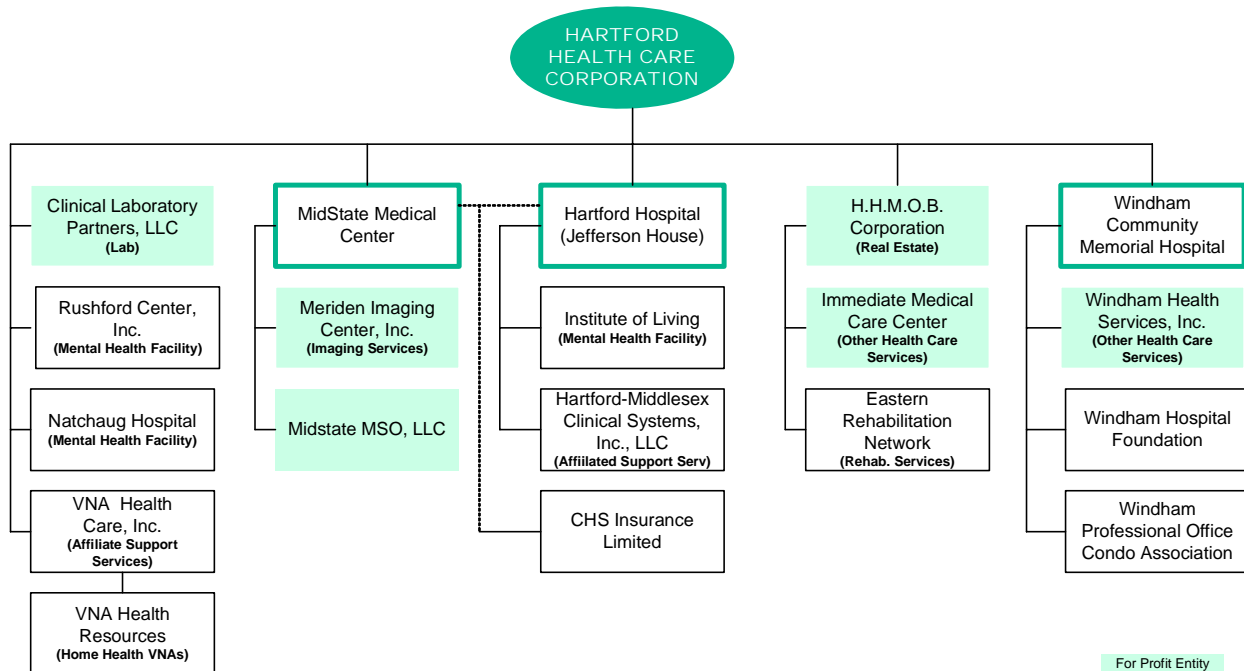 HARTFORD
HEALTH CARE
CORPORATION
Clinical Laboratory
Partners, LLC
(Lab)
Rushford Center,
Inc.
(Mental Health Facility)
Natchaug Hospital
(Mental Health Facility)
VNA Health
Care, Inc.
(Affiliate Support
Services)
VNA Health
Resources
(Home Health VNAs)
MidState Medical
Center
Meriden Imaging
Center, Inc.
(Imaging Services)
Midstate MSO, LLC
Hartford Hospital
(Jefferson House)
Institute of Living
(Mental Health Facility)
Hartford-Middlesex
Clinical Systems,
Inc., LLC
(Affiilated Support Serv)
CHS Insurance
Limited
H.H.M.O.B.
Corporation
(Real Estate)
Immediate Medical
Care Center
(Other Health Care
Services)
Eastern
Rehabilitation
Network
(Rehab. Services)
Windham
Community
Memorial Hospital
Windham Health
Services, Inc.
(Other Health Care
Services)
Windham Hospital
Foundation
Windham
Professional Office
Condo Association
For Profit Entity